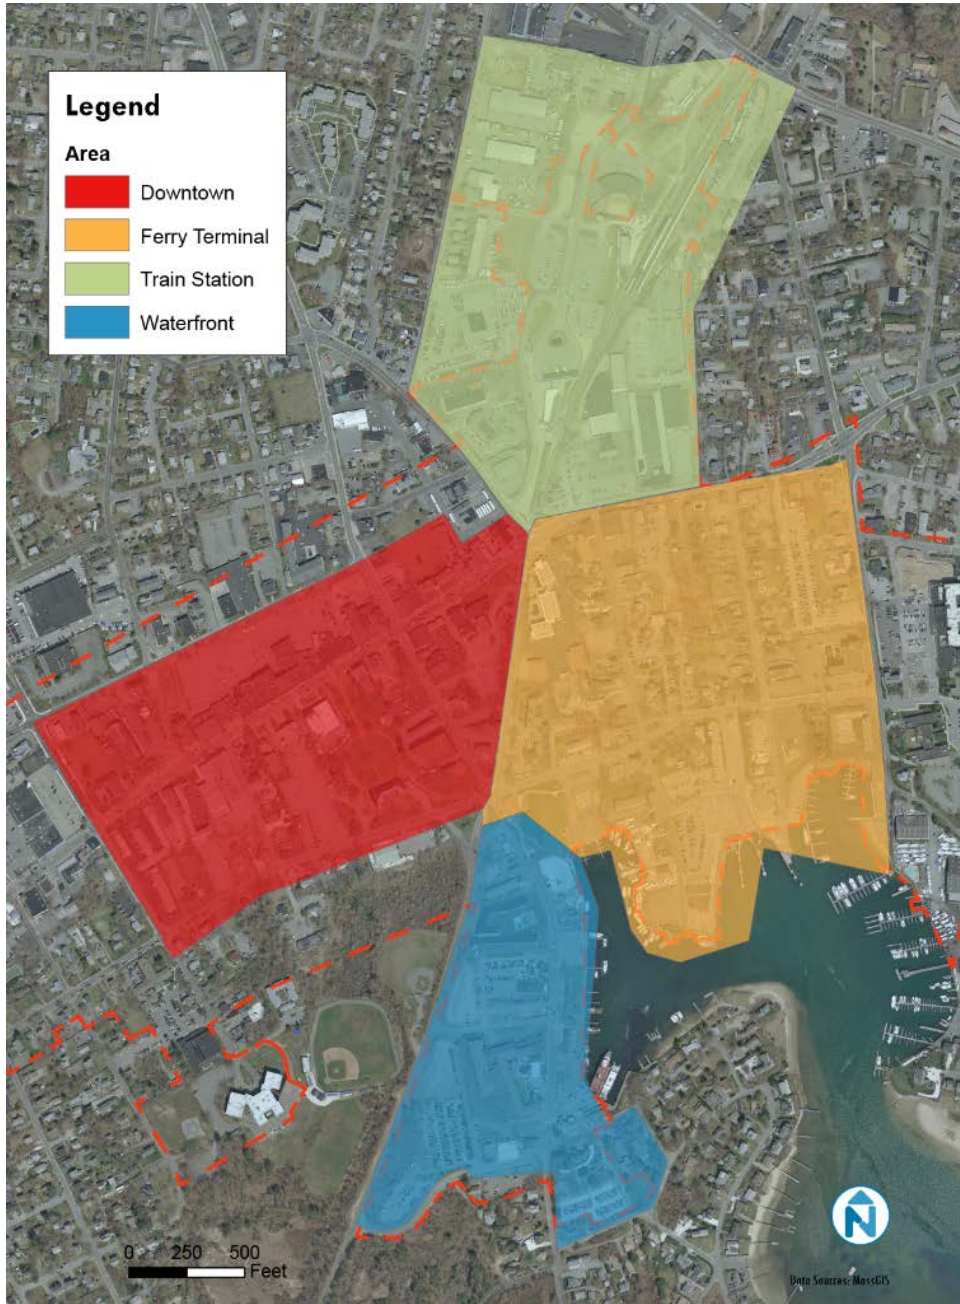 Legend
Area
Downtown
Ferry Terminal
Train Station
Waterfront
N
0 250 500
Feet
Data Sources: MassGIS